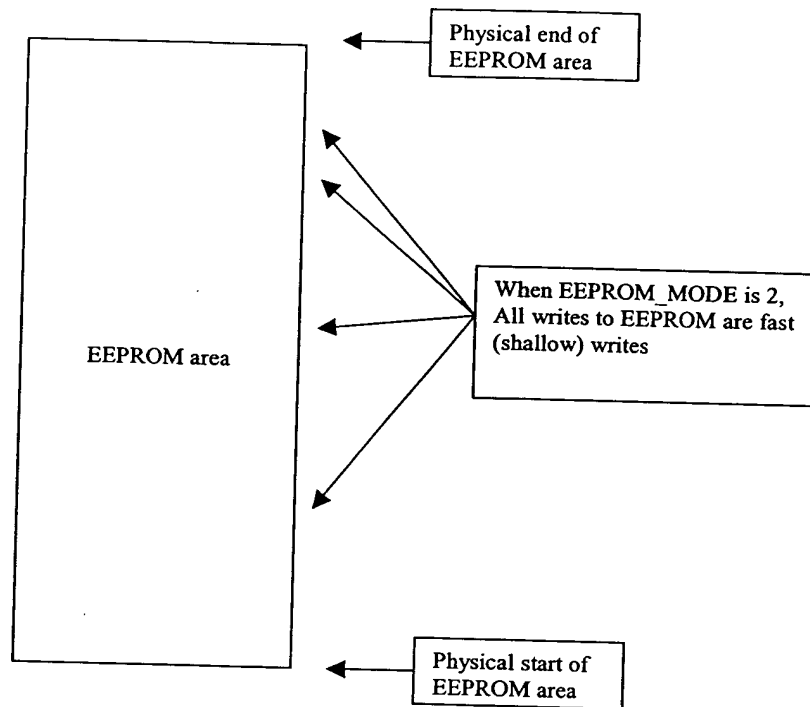 Physical end of
EEPROM area
When EEPROM_MODE is 2,
All writes to EEPROM are fast
(shallow) writes
EEPROM area
Physical start of
EEPROM area